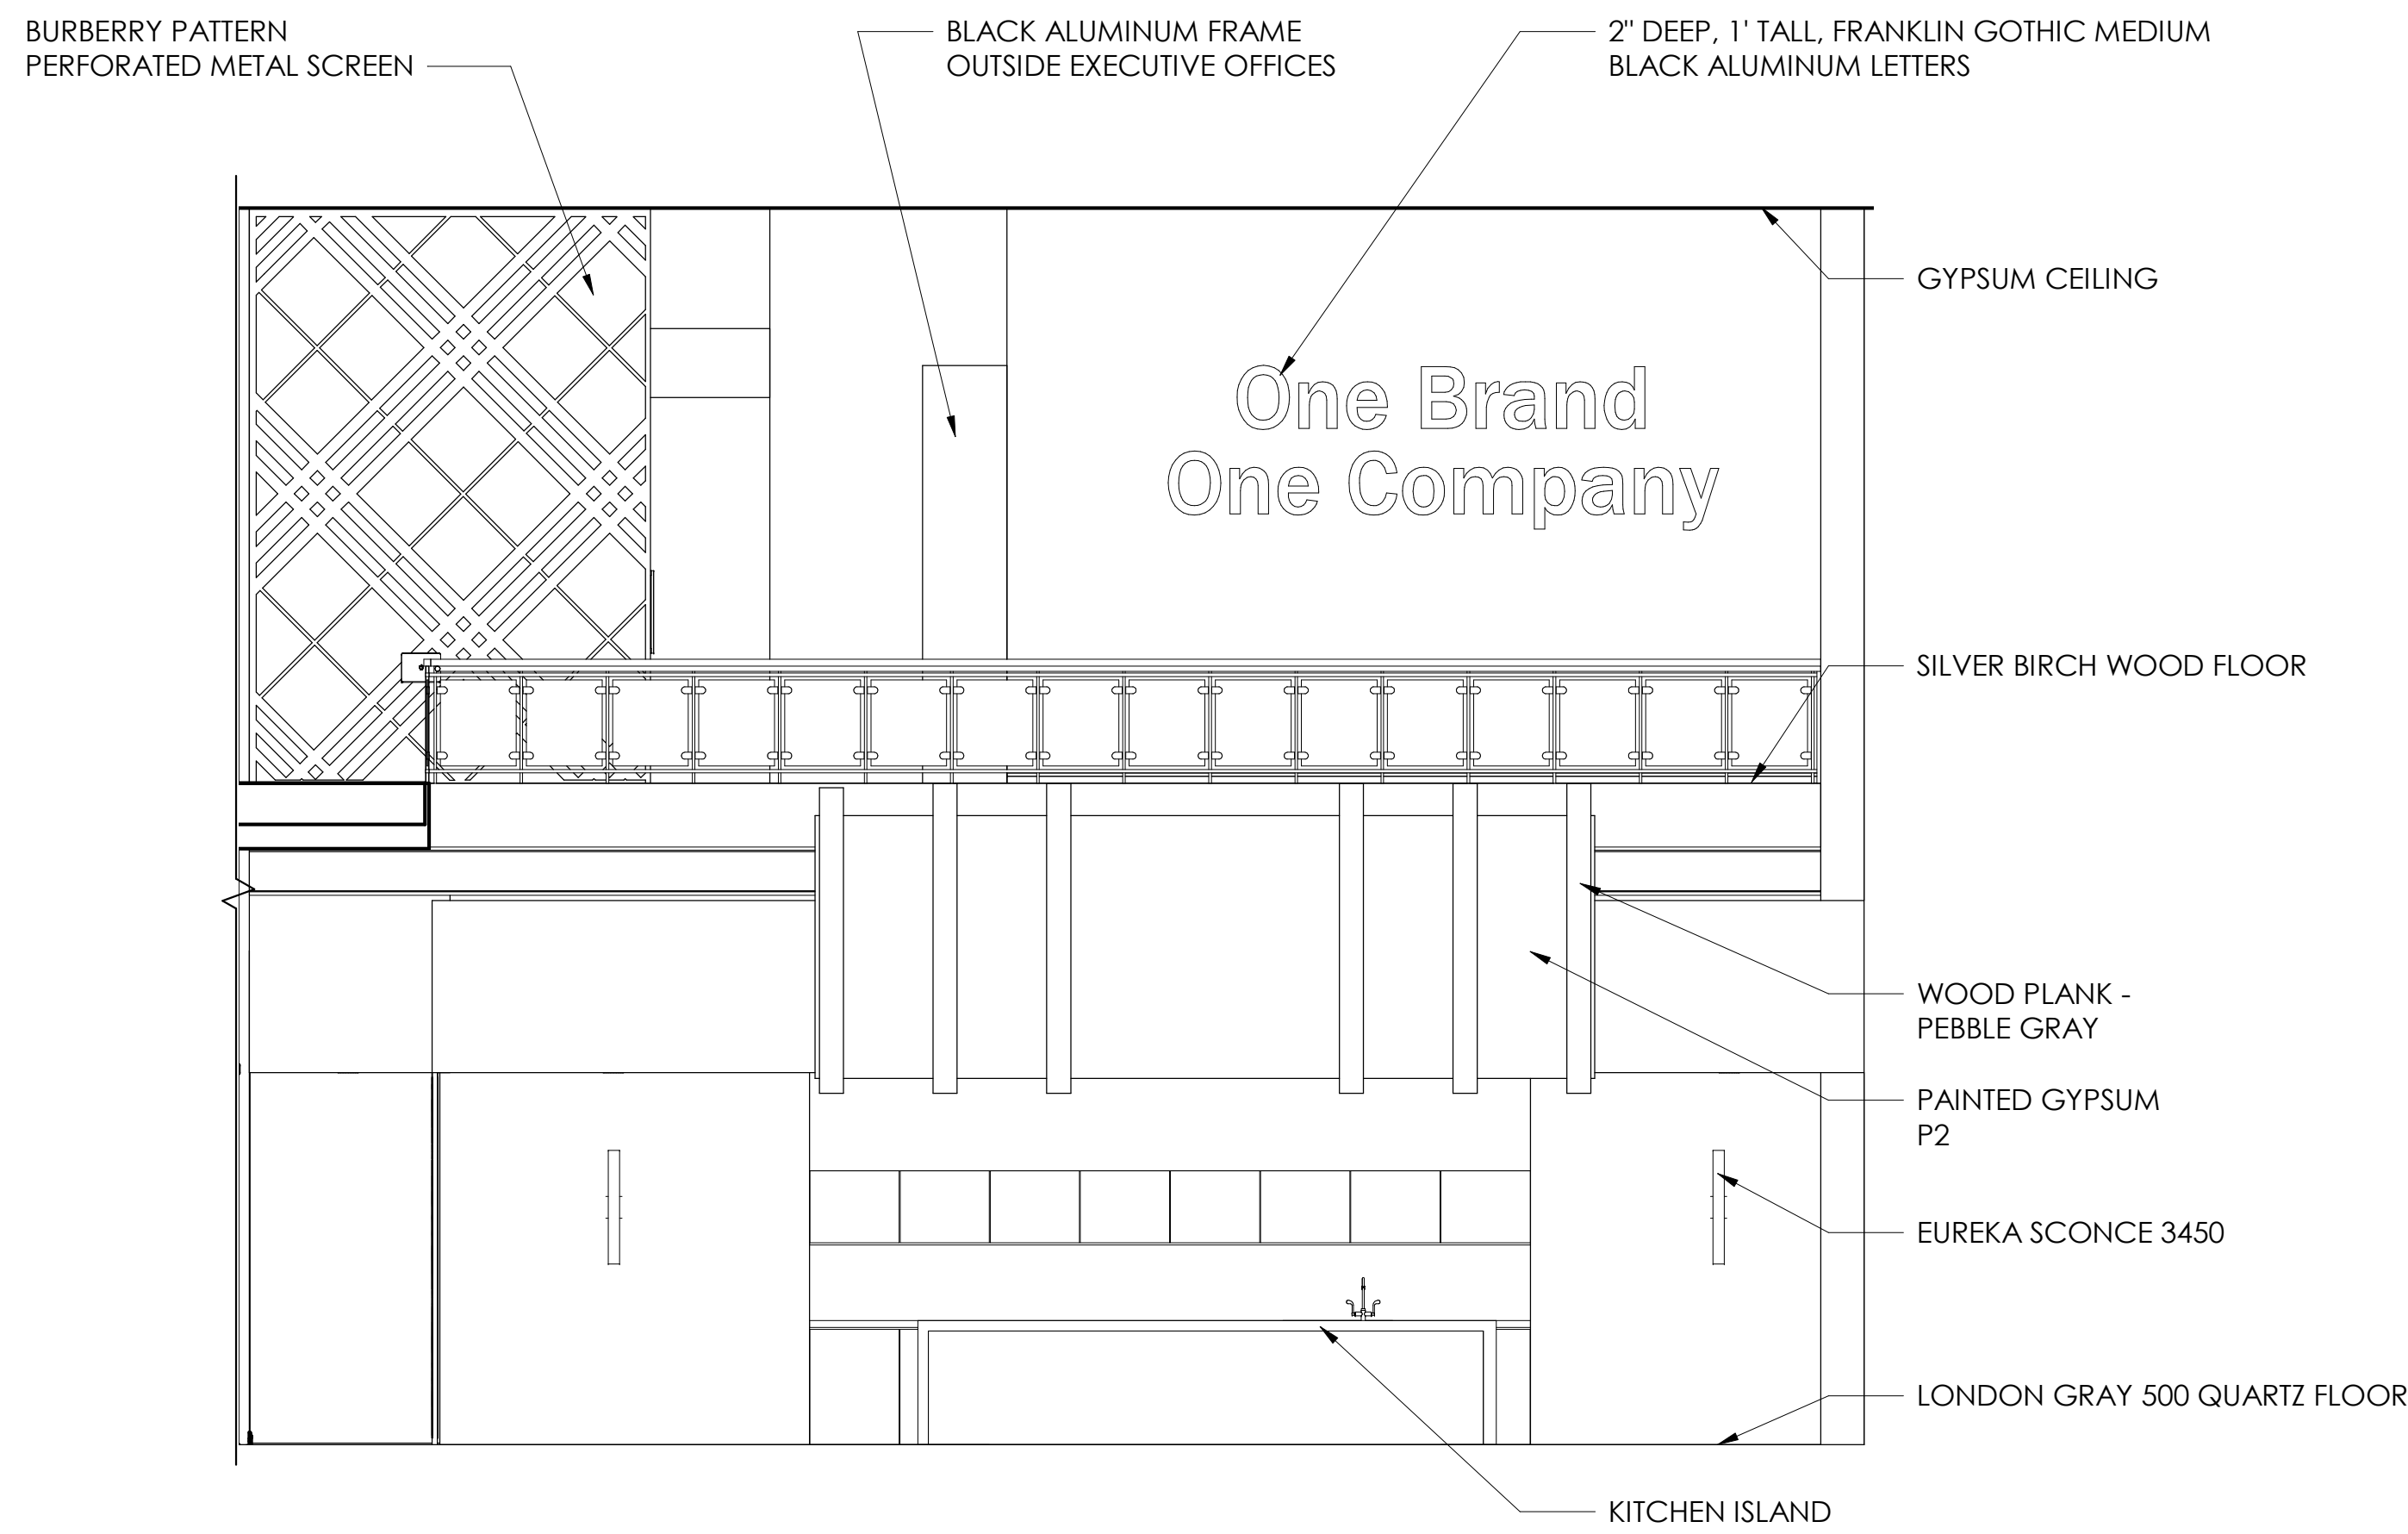 BURBERRY PATTERN
PERFORATED METAL SCREEN
BLACK ALUMINUM FRAME
OUTSIDE EXECUTIVE OFFICES
2" DEEP, 1' TALL, FRANKLIN GOTHIC MEDIUM
BLACK ALUMINUM LETTERS
GYPSUM CEILING
One Brand
One Company
SILVER BIRCH WOOD FLOOR
WOOD PLANK -
PEBBLE GRAY
PAINTED GYPSUM
P2
EUREKA SCONCE 3450
LONDON GRAY 500 QUARTZ FLOOR
KITCHEN ISLAND